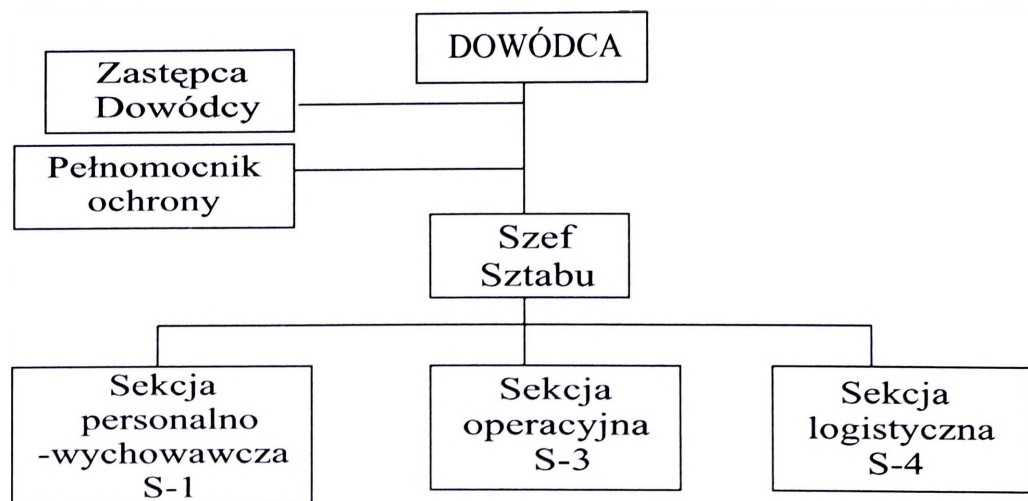 DOWÓDCA
Zastępca
Dowódcy
Pełnomocnik
ochrony
Szef
Sztabu
Sekcja
personalno
-wychowawcza
S-1
Sekcja
operacyjna
S-3
Sekcja
logistyczna
S-4